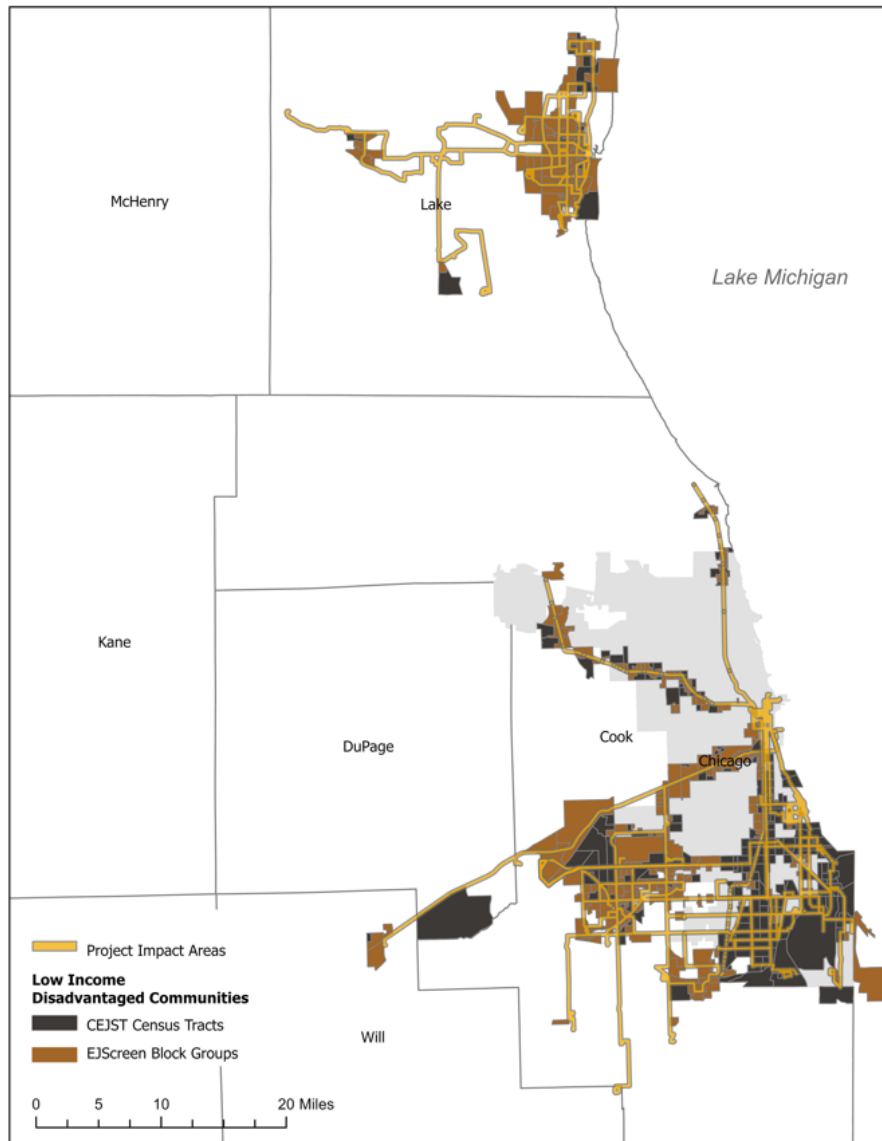 McHenry
Lake
Lake Michigan
Kane
DuPage
Cook
Chicago
Project Impact Areas
Low Income
Disadvantaged Communities
CEJST Census Tracts
EJScreen Block Groups
Will
0 5 10 20 Miles